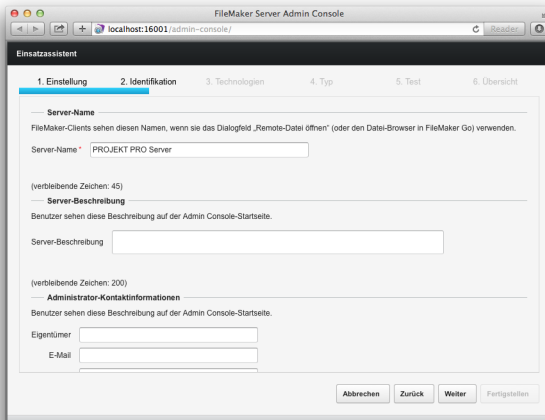 FileMaker Server Admin Console
localhost:16001/admin-console/
Reader
Einsatzassistent
1. Einstellung 2. Identifikation 3. Technologien 4. Typ 5. Test 6. Übersicht
Server-Name
FileMaker-Clients sehen diesen Namen, wenn sie das Dialogfeld „Remote-Datei öffnen" (oder den Datei-Browser in FileMaker Go) verwenden.
Server-Name * PROJEKT PRO Server
(verbleibende Zeichen: 45)
Server-Beschreibung
Benutzer sehen diese Beschreibung auf der Admin Console-Startseite.
Server-Beschreibung
(verbleibende Zeichen: 200)
Administrator-Kontaktinformationen
Benutzer sehen diese Beschreibung auf der Admin Console-Startseite.
Eigentümer
E-Mail
Abbrechen Zurück Weiter Fertigstellen